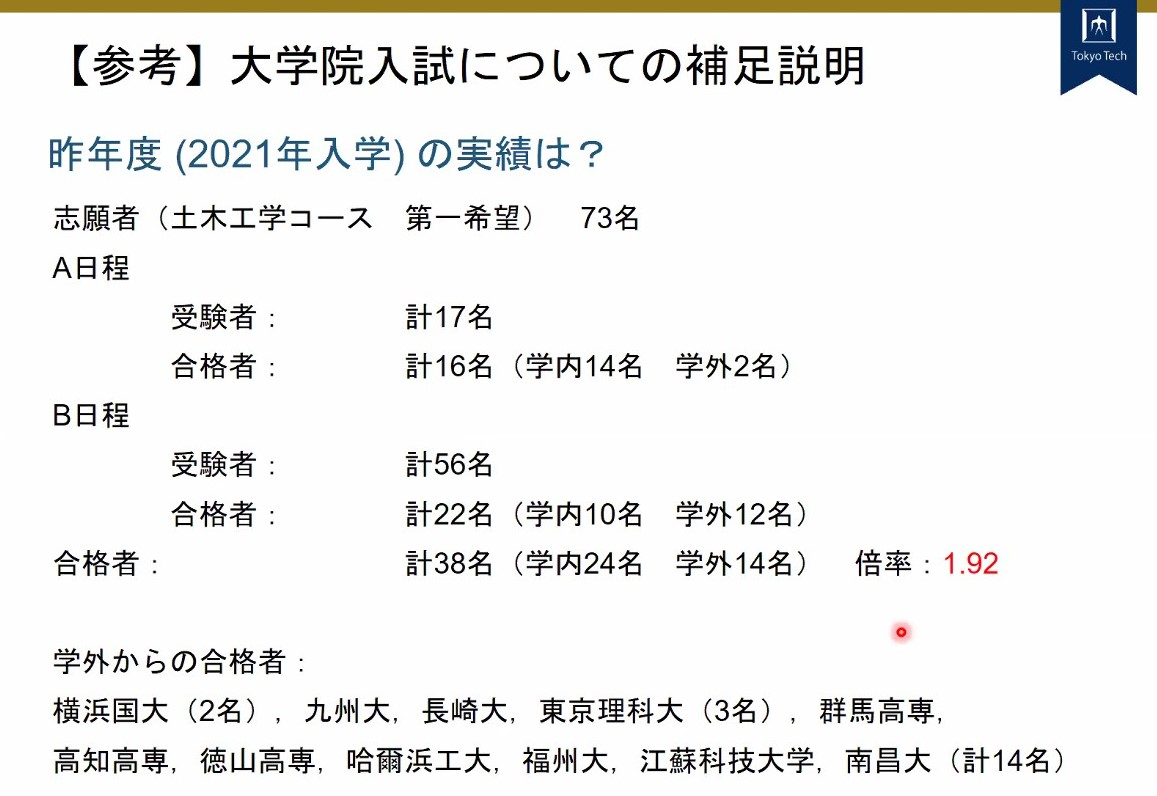 【参考】大学院入試についての補足説明
Tokyo Tech
昨年度 (2021年入学) の実績は？
志願者（土木工学コース　第一希望）　73名
A日程
受験者：　計17名
合格者：　計16名（学内14名　学外2名）
B日程
受験者：　計56名
合格者：　計22名（学内10名　学外12名）
合格者：　計38名（学内24名　学外14名）　倍率：1.92
学外からの合格者：
横浜国大（2名），九州大，長崎大，東京理科大（3名），群馬高専，
高知高専，徳山高専，哈爾浜工大，福州大，江蘇科技大学，南昌大（計14名）